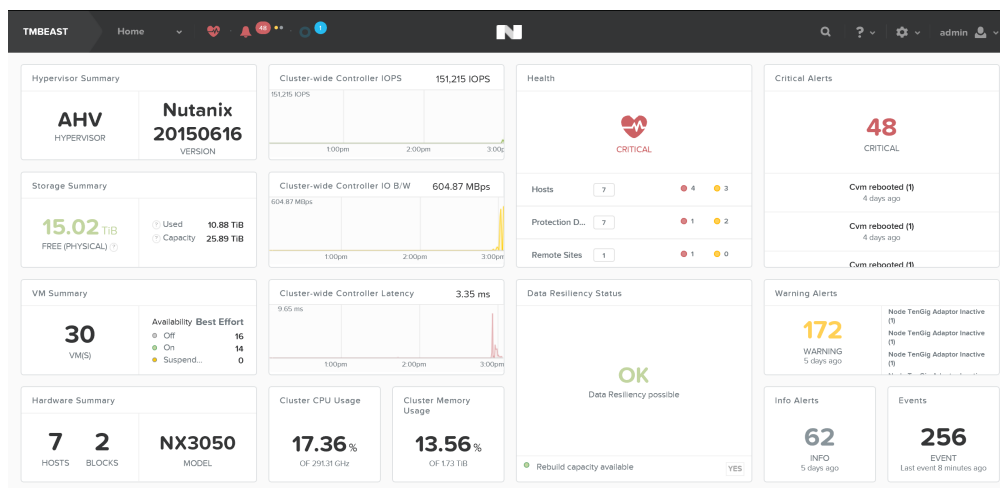 TMBEAST
Home
48
1
N
?
admin
Hypervisor Summary
AHV
HYPERVISOR
Nutanix
20150616
VERSION
Storage Summary
15.02 TiB
FREE (PHYSICAL) ?
? Used 10.88 TiB
? Capacity 25.89 TiB
VM Summary
30
VM(S)
Availability Best Effort
Off 16
On 14
Suspend... 0
Hardware Summary
7
HOSTS
2
BLOCKS
NX3050
MODEL
Cluster-wide Controller IOPS 151,215 IOPS
151,215 IOPS
1:00pm 2:00pm 3:00p
Cluster-wide Controller IO B/W 604.87 MBps
604.87 MBps
1:00pm 2:00pm 3:00pm
Cluster-wide Controller Latency 3.35 ms
9.65 ms
1:00pm 2:00pm 3:00pm
Cluster CPU Usage
17.36 %
OF 291.31 GHz
Cluster Memory
Usage
13.56 %
OF 1.73 TiB
Health
CRITICAL
Hosts 7 4 3
Protection D... 7 1 2
Remote Sites 1 1 0
Data Resiliency Status
OK
Data Resiliency possible
Rebuild capacity available YES
Critical Alerts
48
CRITICAL
Cvm rebooted (1)
4 days ago
Cvm rebooted (1)
4 days ago
Cvm rebooted (1)
Warning Alerts
172
WARNING
5 days ago
Node TenGig Adaptor Inactive
(1)
Node TenGig Adaptor Inactive
(1)
Node TenGig Adaptor Inactive
(1)
Info Alerts
62
INFO
5 days ago
Events
256
EVENT
Last event 8 minutes ago